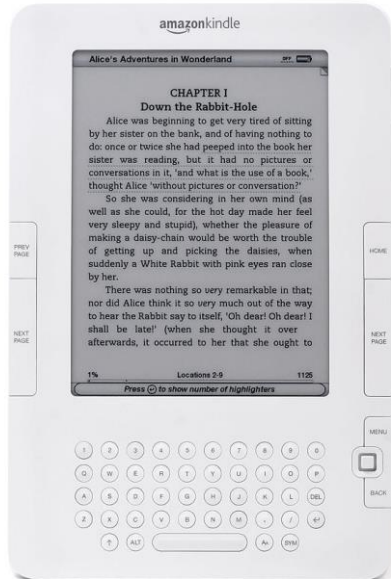 amazonkindle
Alice's Adventures in Wonderland OFF
CHAPTER I
Down the Rabbit-Hole
Alice was beginning to get very tired of sitting
by her sister on the bank, and of having nothing to
do: once or twice she had peeped into the book her
sister was reading, but it had no pictures or
conversations in it, 'and what is the use of a book,'
thought Alice 'without pictures or conversation?'
So she was considering in her own mind (as
well as she could, for the hot day made her feel
very sleepy and stupid), whether the pleasure of
making a daisy-chain would be worth the trouble
of getting up and picking the daisies, when
suddenly a White Rabbit with pink eyes ran close
by her.
There was nothing so very remarkable in that;
nor did Alice think it so very much out of the way
to hear the Rabbit say to itself, 'Oh dear! Oh dear! I
shall be late!' (when she thought it over
afterwards, it occurred to her that she ought to
1% Locations 2-9 1125
Press to show number of highlighters
PREV
PAGE
NEXT
PAGE
HOME
NEXT
PAGE
MENU
BACK
1 2 3 4 5 6 7 8 9 0
Q W E R T Y U I O P
A S D F G H J K L DEL
Z X C V B N M . /
ALT Aa SYM